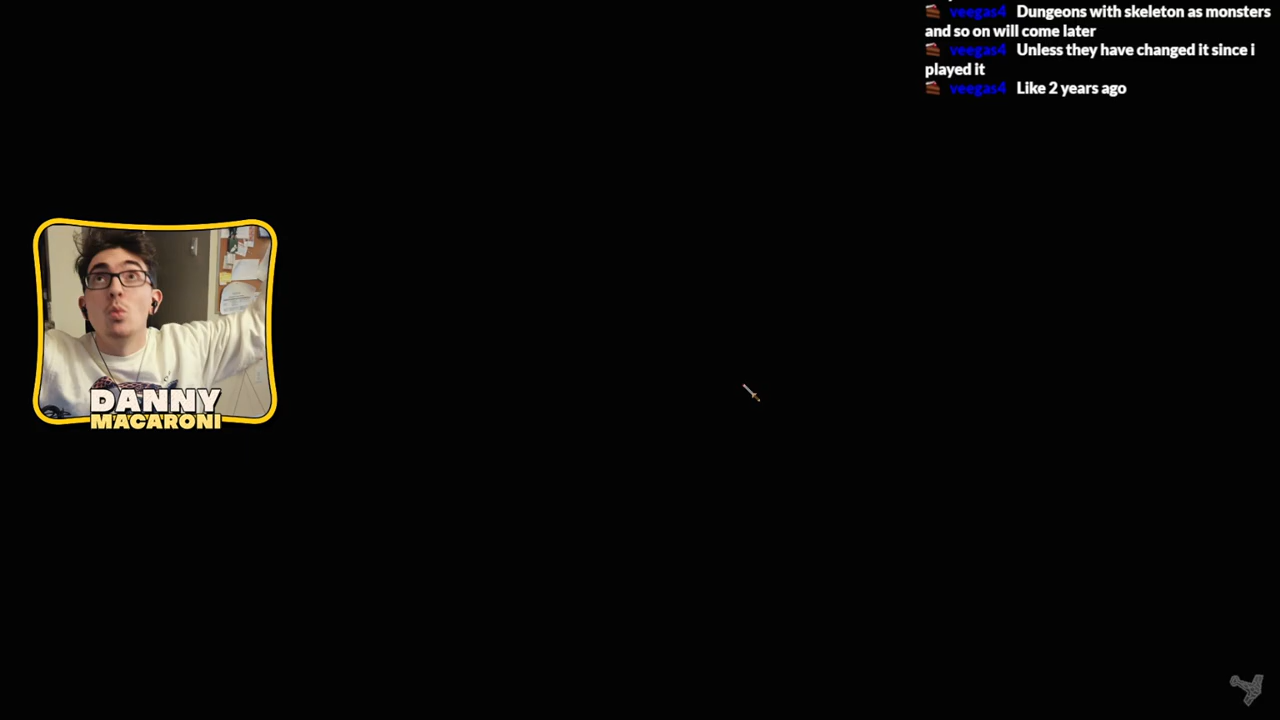 veegas4 Dungeons with skeleton as monsters
and so on will come later
veegas4 Unless they have changed it since i
played it
veegas4 Like 2 years ago
DANNY
MACARONI